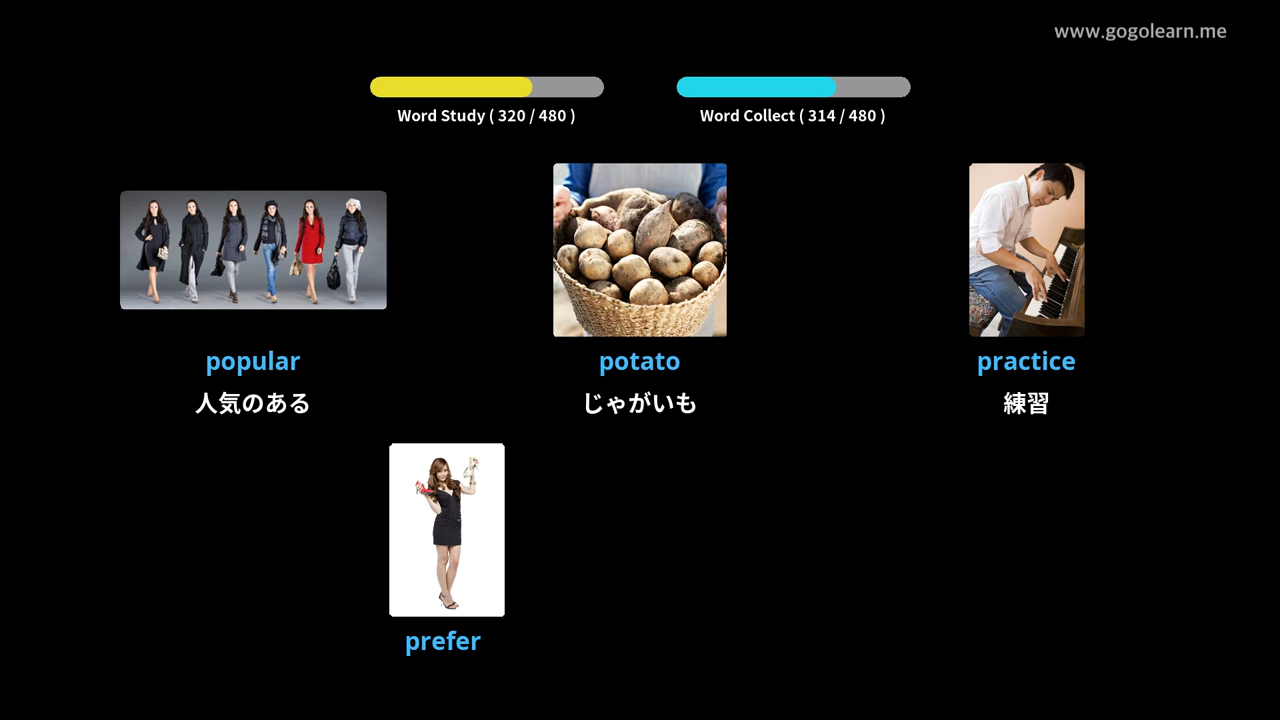 www.gogolearn.me
Word Study ( 320 / 480 )
Word Collect ( 314 / 480 )
popular
potato
practice
人気のある
じゃがいも
練習
prefer